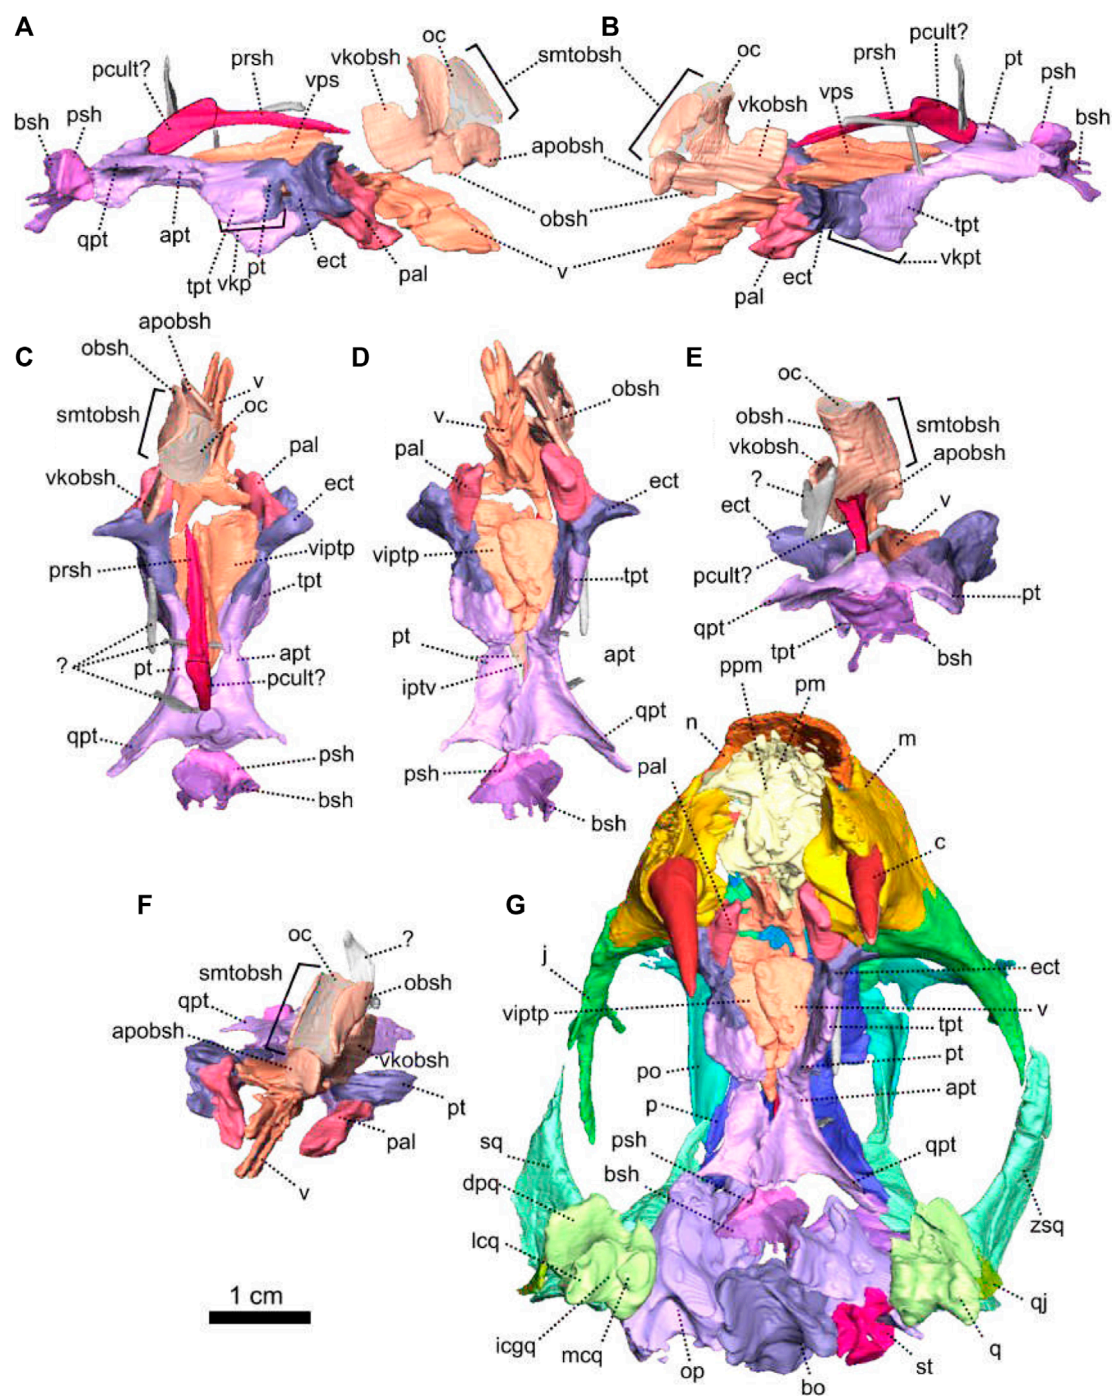 A
oc
vkobsh
smtobsh
prsh
pcult?
vps
psh
bsh
apobsh
obsh
qpt
apt
tpt
vkp
pt
ect
pal
v
B
oc
pcult?
prsh
pt
psh
vps
vkobsh
bsh
tpt
vkpt
ect
pal
C
apobsh
obsh
v
smtobsh
oc
pal
vkobsh
ect
viptp
prsh
tpt
?
pt
apt
pcult?
qpt
psh
bsh
D
v
obsh
pal
ect
viptp
tpt
pt
apt
iptv
qpt
psh
bsh
E
oc
obsh
smtobsh
vkobsh
apobsh
?
ect
v
pcult?
pt
qpt
tpt
bsh
F
oc
?
smtobsh
obsh
qpt
apobsh
vkobsh
pt
pal
v
G
ppm
pm
n
m
pal
c
j
ect
viptp
v
tpt
po
pt
apt
p
psh
qpt
sq
bsh
dpq
zsq
lcq
qj
icgq
mcq
op
bo
st
q
1 cm